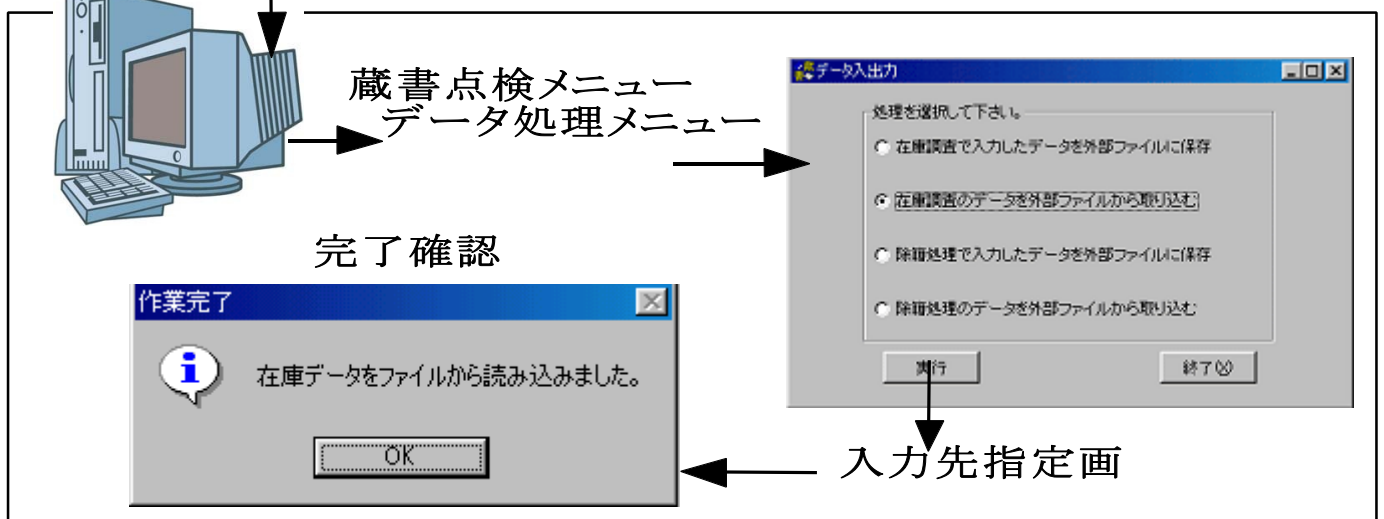 蔵書点検メニュー
データ処理メニュー
データ入出力
処理を選択して下さい。
在庫調査で入力したデータを外部ファイルに保存
在庫調査のデータを外部ファイルから取り込む
除籍処理で入力したデータを外部ファイルに保存
除籍処理のデータを外部ファイルから取り込む
実行
終了(X)
入力先指定画
完了確認
作業完了
在庫データをファイルから読み込みました。
OK